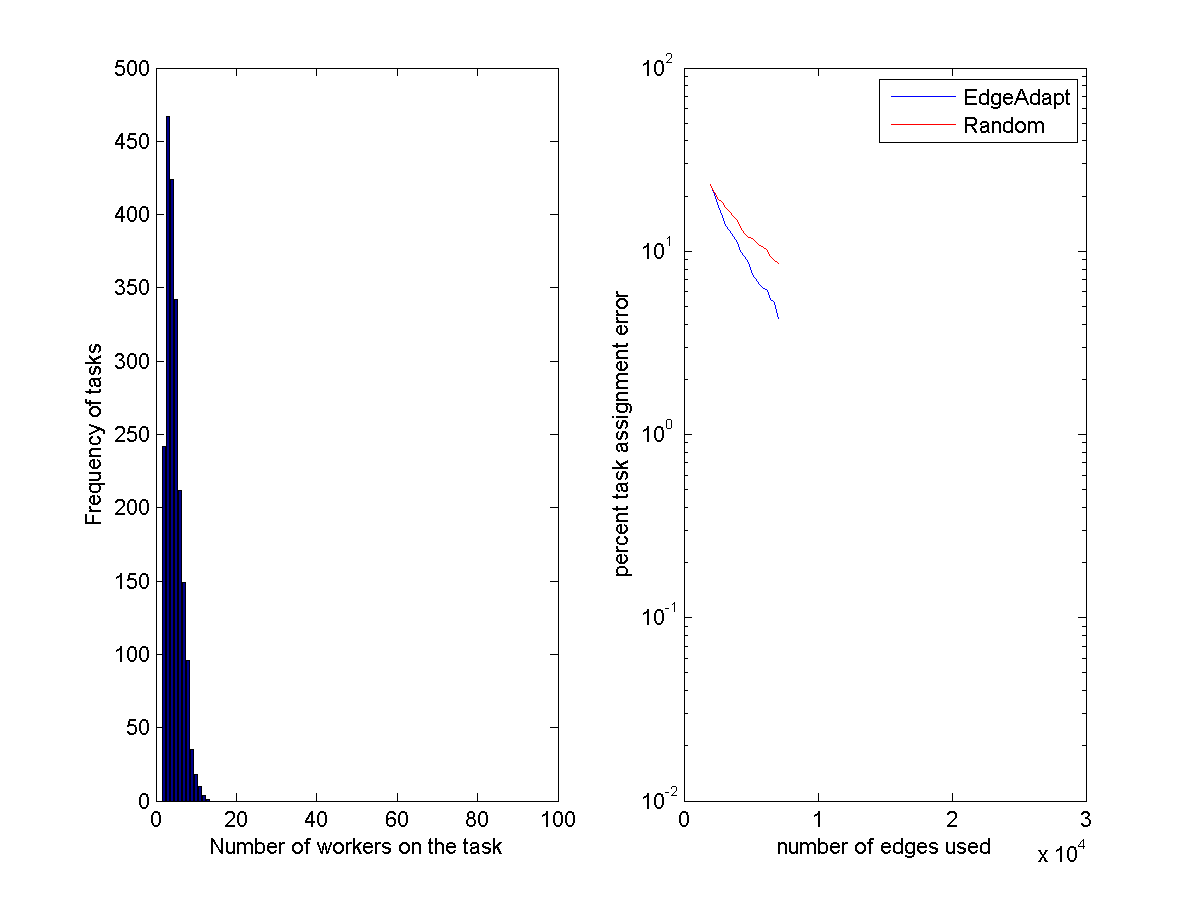 500
450
400
350
300
250
200
150
100
50
0
Frequency of tasks
0 20 40 60 80 100
Number of workers on the task
10^2
10^1
10^0
10^-1
10^-2
percent task assignment error
EdgeAdapt
Random
0 1 2 3
number of edges used
x 10^4